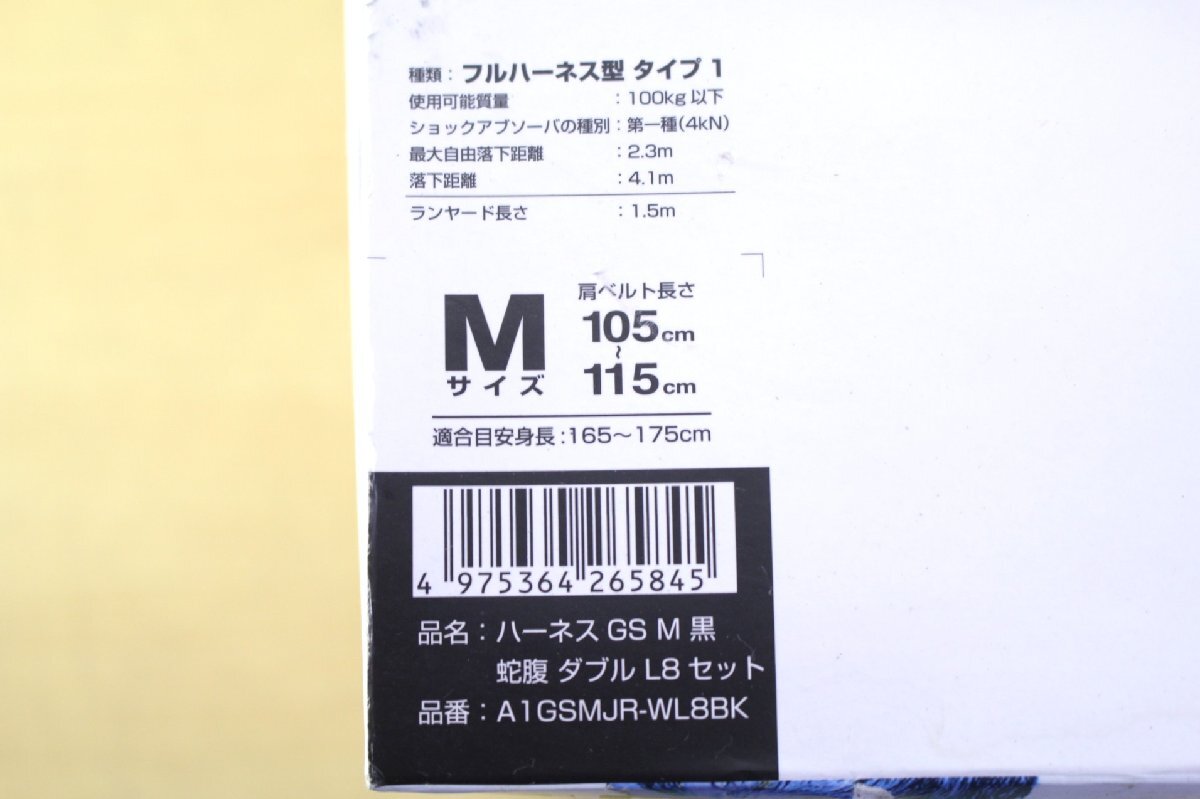 種類：フルハーネス型 タイプ 1
使用可能質量 ：100kg 以下
ショックアブソーバの種別：第一種（4kN）
最大自由落下距離 ：2.3m
落下距離 ：4.1m
ランヤード長さ ：1.5m
M
サイズ
肩ベルト長さ
105cm
～
115cm
適合目安身長：165～175cm
4 975364 265845
品名：ハーネス GS M 黒
蛇腹 ダブル L8 セット
品番：A1GSMJR-WL8BK